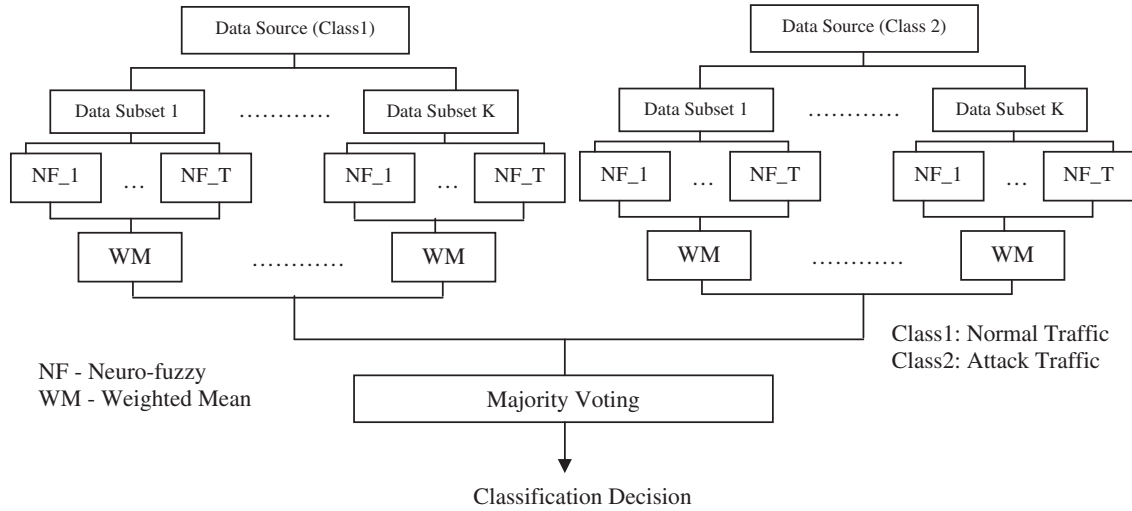 Data Source (Class1)
Data Source (Class 2)
Data Subset 1
…………
Data Subset K
Data Subset 1
…………
Data Subset K
NF_1
…
NF_T
NF_1
…
NF_T
NF_1
…
NF_T
NF_1
…
NF_T
WM
…………
WM
WM
…………
WM
Class1: Normal Traffic
Class2: Attack Traffic
NF - Neuro-fuzzy
WM - Weighted Mean
Majority Voting
Classification Decision